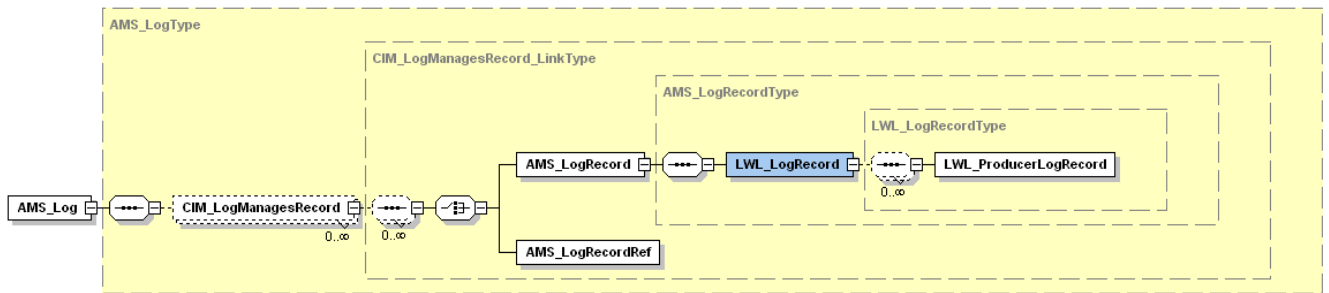 AMS_LogType
CIM_LogManagesRecord_LinkType
AMS_LogRecordType
LWL_LogRecordType
AMS_LogRecord
LWL_LogRecord
LWL_ProducerLogRecord
0..∞
AMS_Log
CIM_LogManagesRecord
0..∞
0..∞
AMS_LogRecordRef